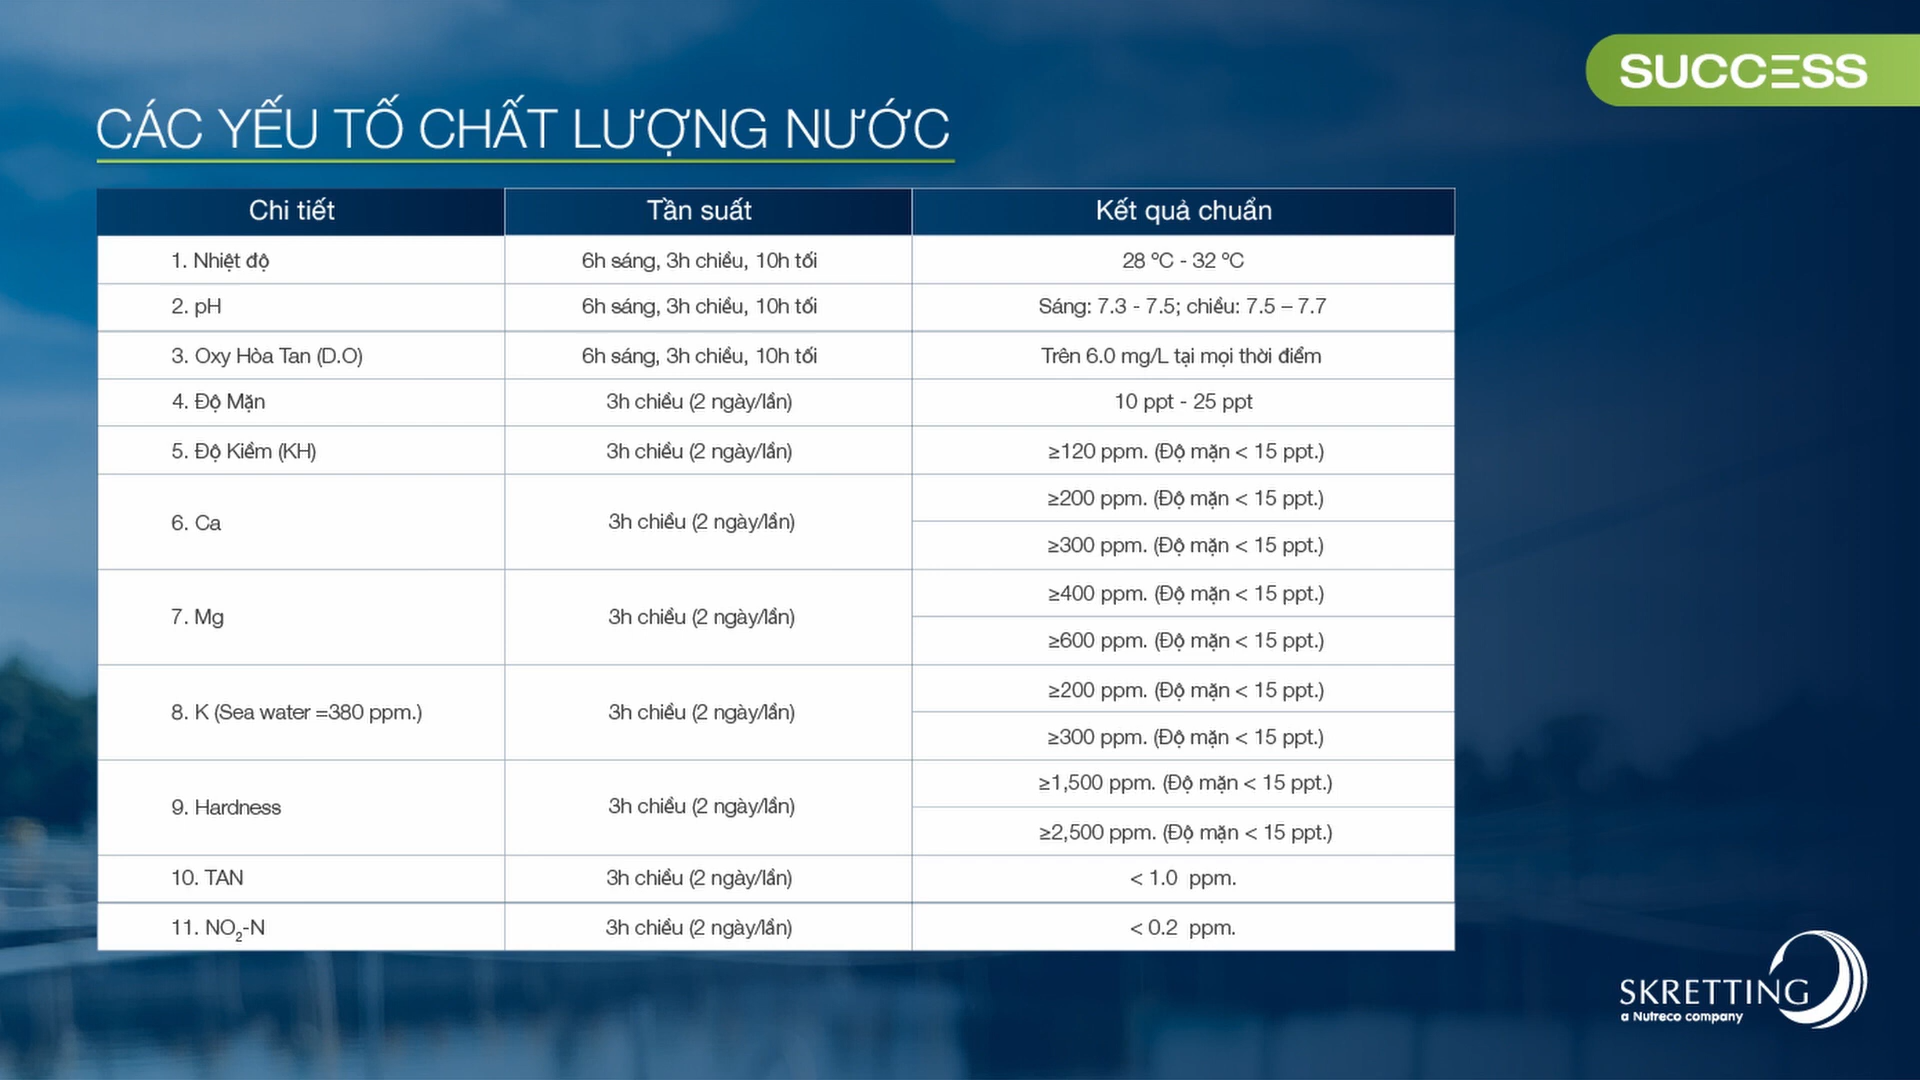 SUCCESS
CÁC YẾU TỐ CHẤT LƯỢNG NƯỚC
Chi tiết Tần suất Kết quả chuẩn
1. Nhiệt độ 6h sáng, 3h chiều, 10h tối 28 ºC - 32 ºC
2. pH 6h sáng, 3h chiều, 10h tối Sáng: 7.3 - 7.5; chiều: 7.5 – 7.7
3. Oxy Hòa Tan (D.O) 6h sáng, 3h chiều, 10h tối Trên 6.0 mg/L tại mọi thời điểm
4. Độ Mặn 3h chiều (2 ngày/lần) 10 ppt - 25 ppt
5. Độ Kiềm (KH) 3h chiều (2 ngày/lần) ≥120 ppm. (Độ mặn < 15 ppt.)
6. Ca 3h chiều (2 ngày/lần) ≥200 ppm. (Độ mặn < 15 ppt.)
≥300 ppm. (Độ mặn < 15 ppt.)
7. Mg 3h chiều (2 ngày/lần) ≥400 ppm. (Độ mặn < 15 ppt.)
≥600 ppm. (Độ mặn < 15 ppt.)
8. K (Sea water =380 ppm.) 3h chiều (2 ngày/lần) ≥200 ppm. (Độ mặn < 15 ppt.)
≥300 ppm. (Độ mặn < 15 ppt.)
9. Hardness 3h chiều (2 ngày/lần) ≥1,500 ppm. (Độ mặn < 15 ppt.)
≥2,500 ppm. (Độ mặn < 15 ppt.)
10. TAN 3h chiều (2 ngày/lần) < 1.0 ppm.
11. NO₂-N 3h chiều (2 ngày/lần) < 0.2 ppm.
SKRETTING
a Nutreco company